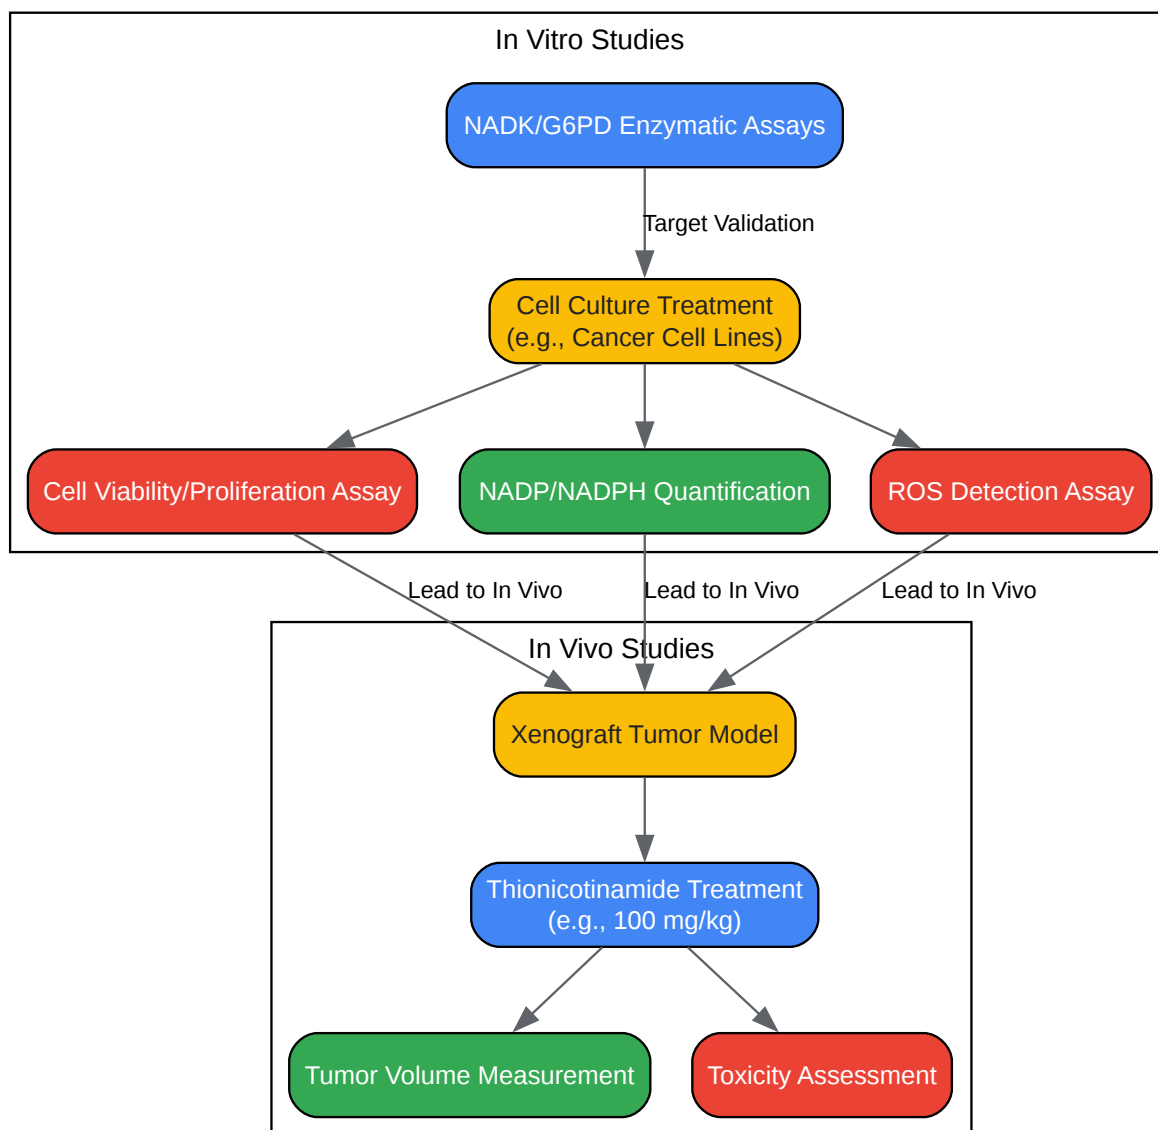 In Vitro Studies
NADK/G6PD Enzymatic Assays
Target Validation
Cell Culture Treatment
(e.g., Cancer Cell Lines)
Cell Viability/Proliferation Assay
NADP/NADPH Quantification
ROS Detection Assay
Lead to In Vivo
Lead to In Vivo
Lead to In Vivo
In Vivo Studies
Xenograft Tumor Model
Thionicotinamide Treatment
(e.g., 100 mg/kg)
Tumor Volume Measurement
Toxicity Assessment